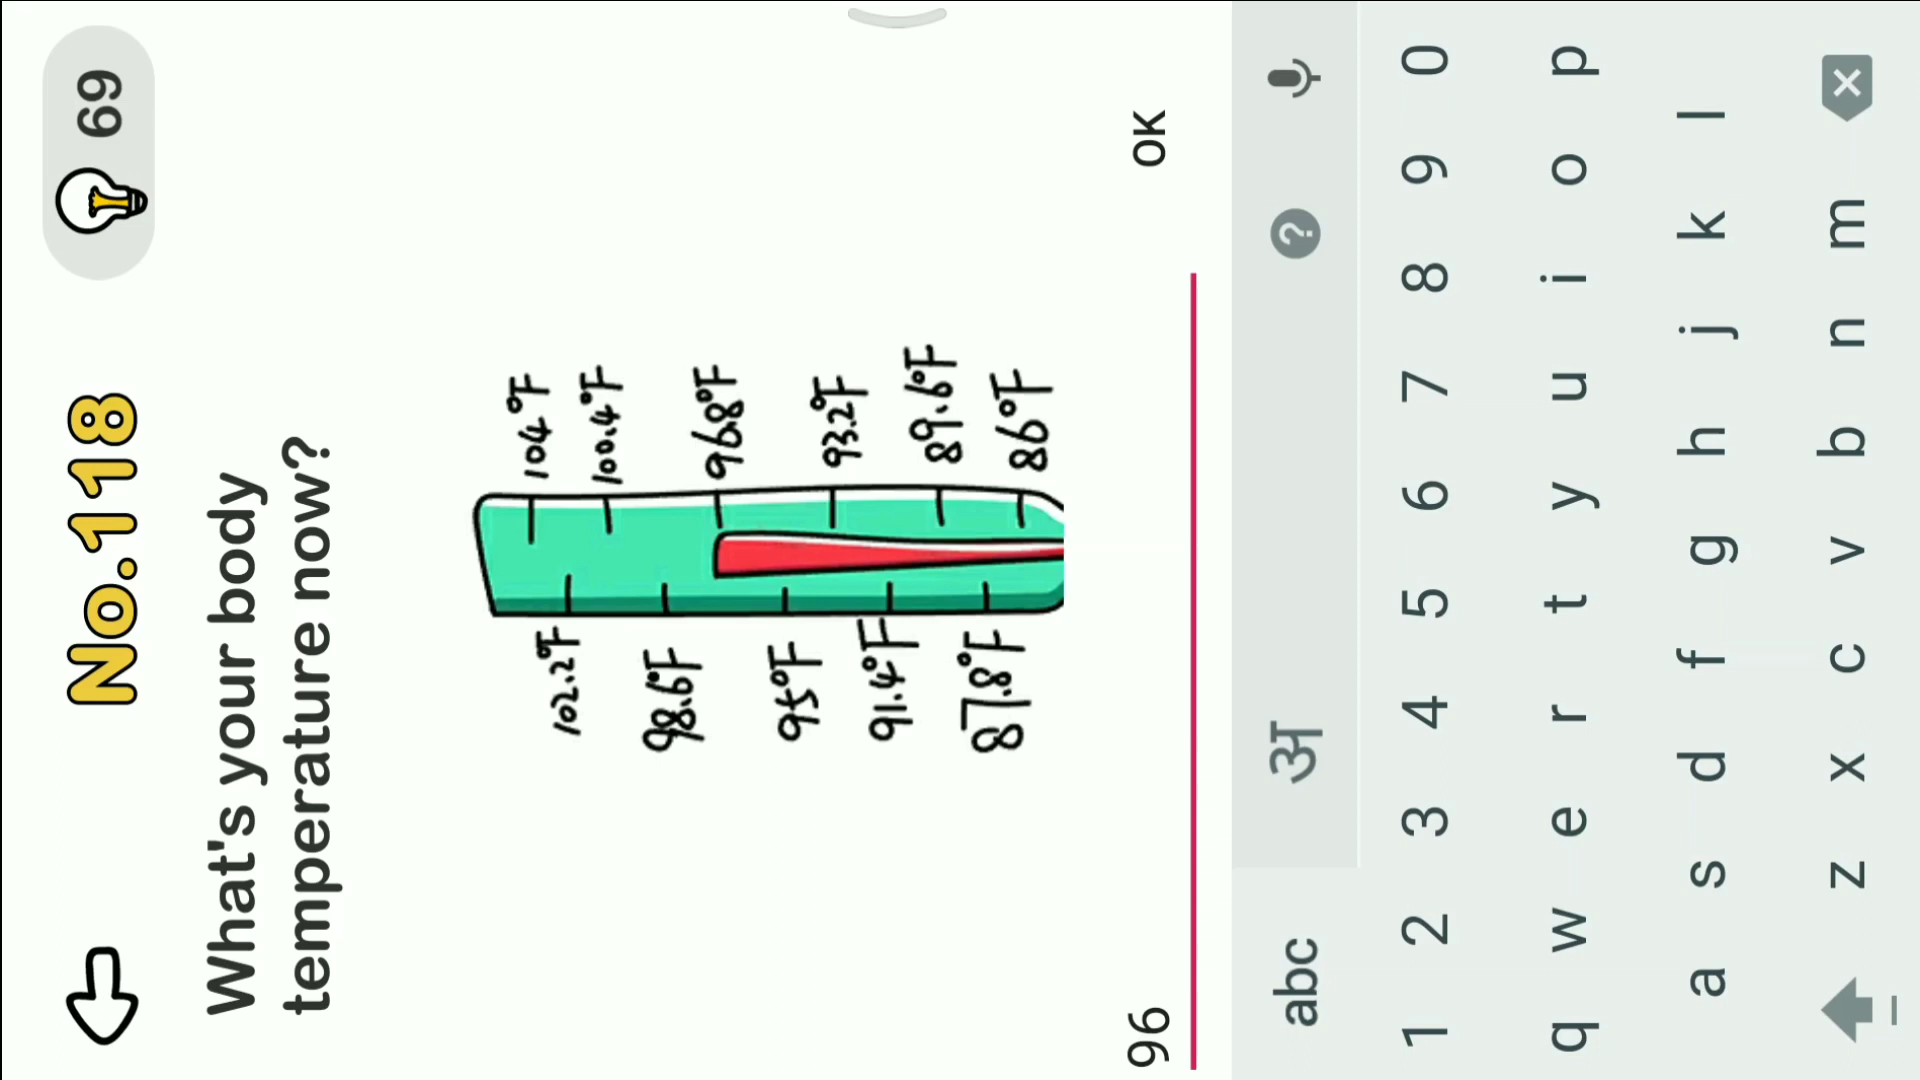 No.118
69
What's your body
temperature now?
104°F
102.2°F
100.4°F
98.6°F
96.8°F
95°F
93.2°F
91.4°F
89.6°F
87.8°F
86°F
96
OK
abc
अ
?
1 2 3 4 5 6 7 8 9 0
q w e r t y u i o p
a s d f g h j k l
z x c v b n m